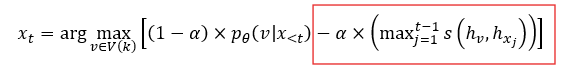 x_t = arg max_{v∈V^{(k)}} [(1 − α) × p_θ(v|x_{<t}) − α × (max_{j=1}^{t−1} s(h_v, h_{x_j}))]